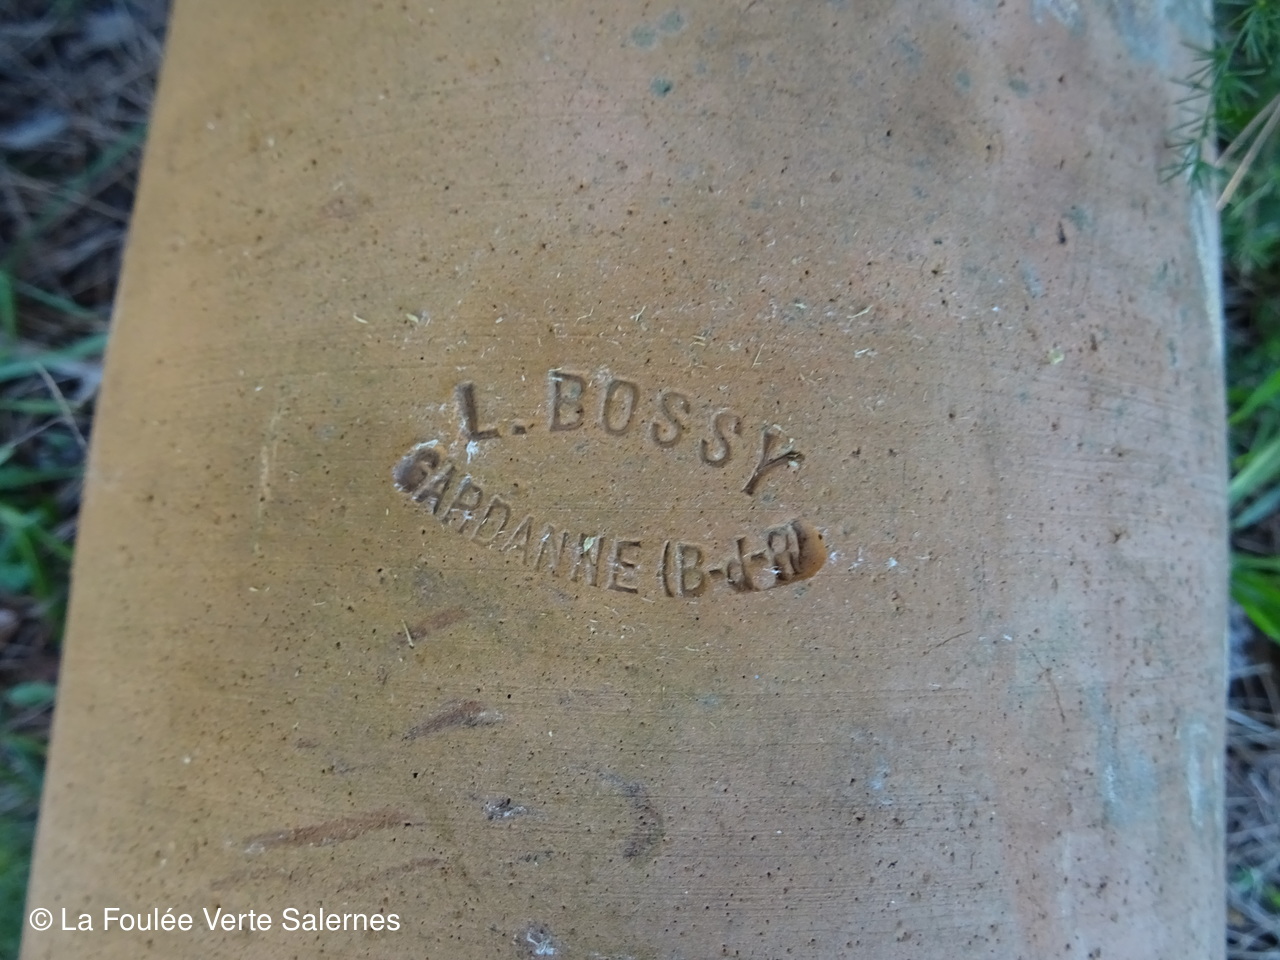 L. BOSSY
GARDANNE (B-d-R)
© La Foulée Verte Salernes